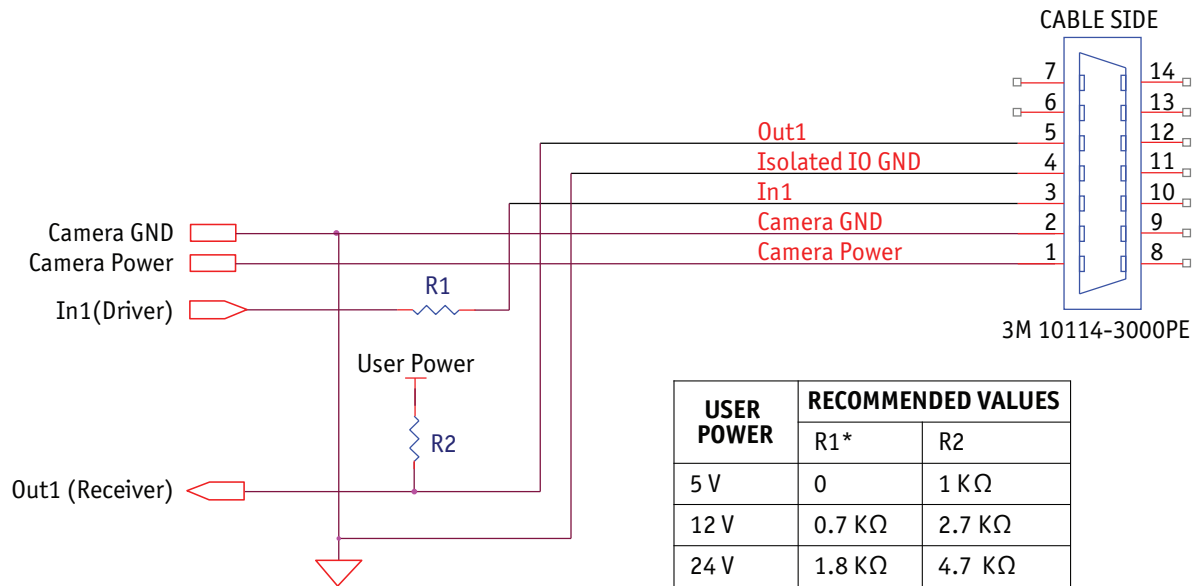 CABLE SIDE
7 14
6 13
Out1 5 12
Isolated IO GND 4 11
In1 3 10
Camera GND Camera GND 2 9
Camera Power Camera Power 1 8
R1
In1(Driver)
3M 10114-3000PE
User Power
R2
Out1 (Receiver)
USER POWER RECOMMENDED VALUES
R1* R2
5 V 0 1 KΩ
12 V 0.7 KΩ 2.7 KΩ
24 V 1.8 KΩ 4.7 KΩ